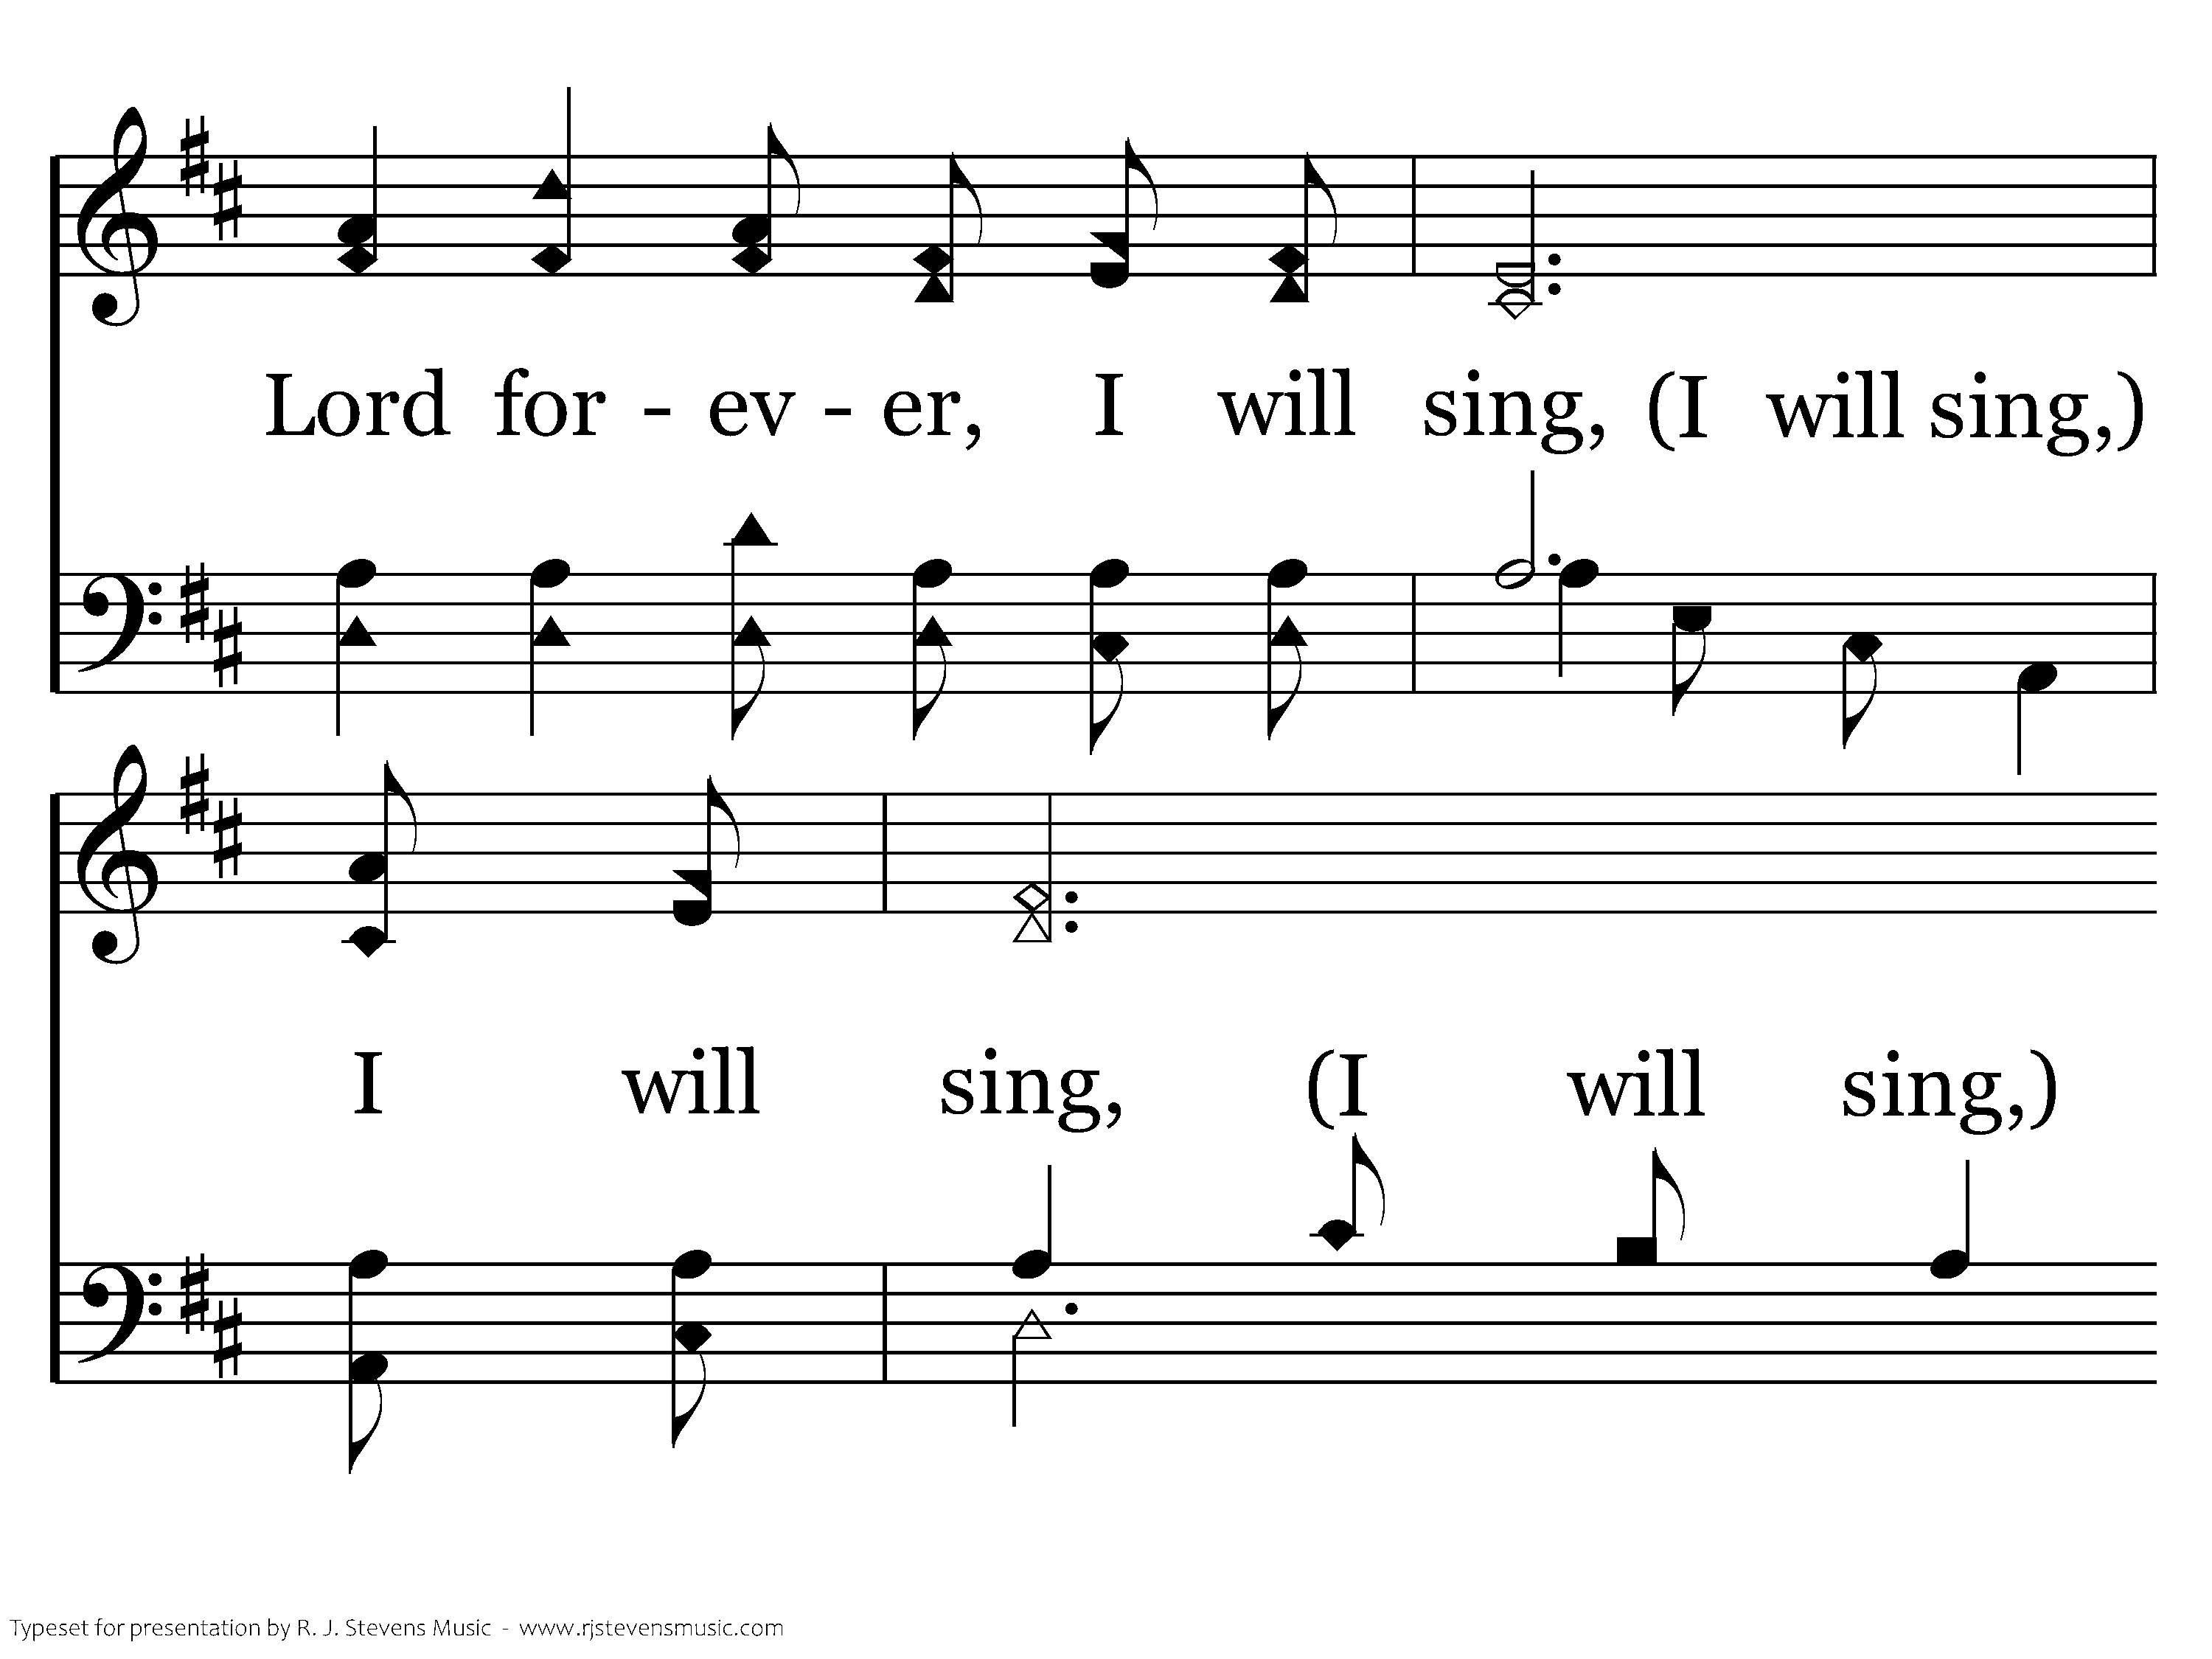 Lord for - ev - er, I will sing, (I will sing,)
I will sing, (I will sing,)
Typeset for presentation by R. J. Stevens Music - www.rjstevensmusic.com